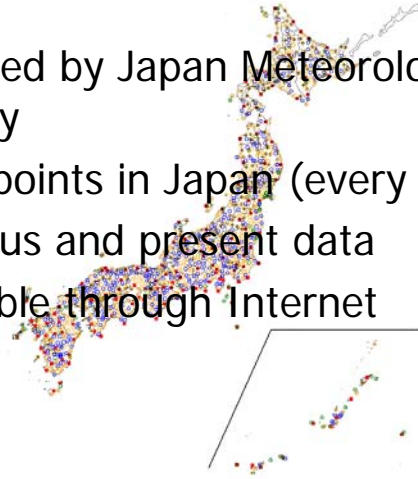 ed by Japan Meteorolo
y
points in Japan (every
us and present data
ble through Internet